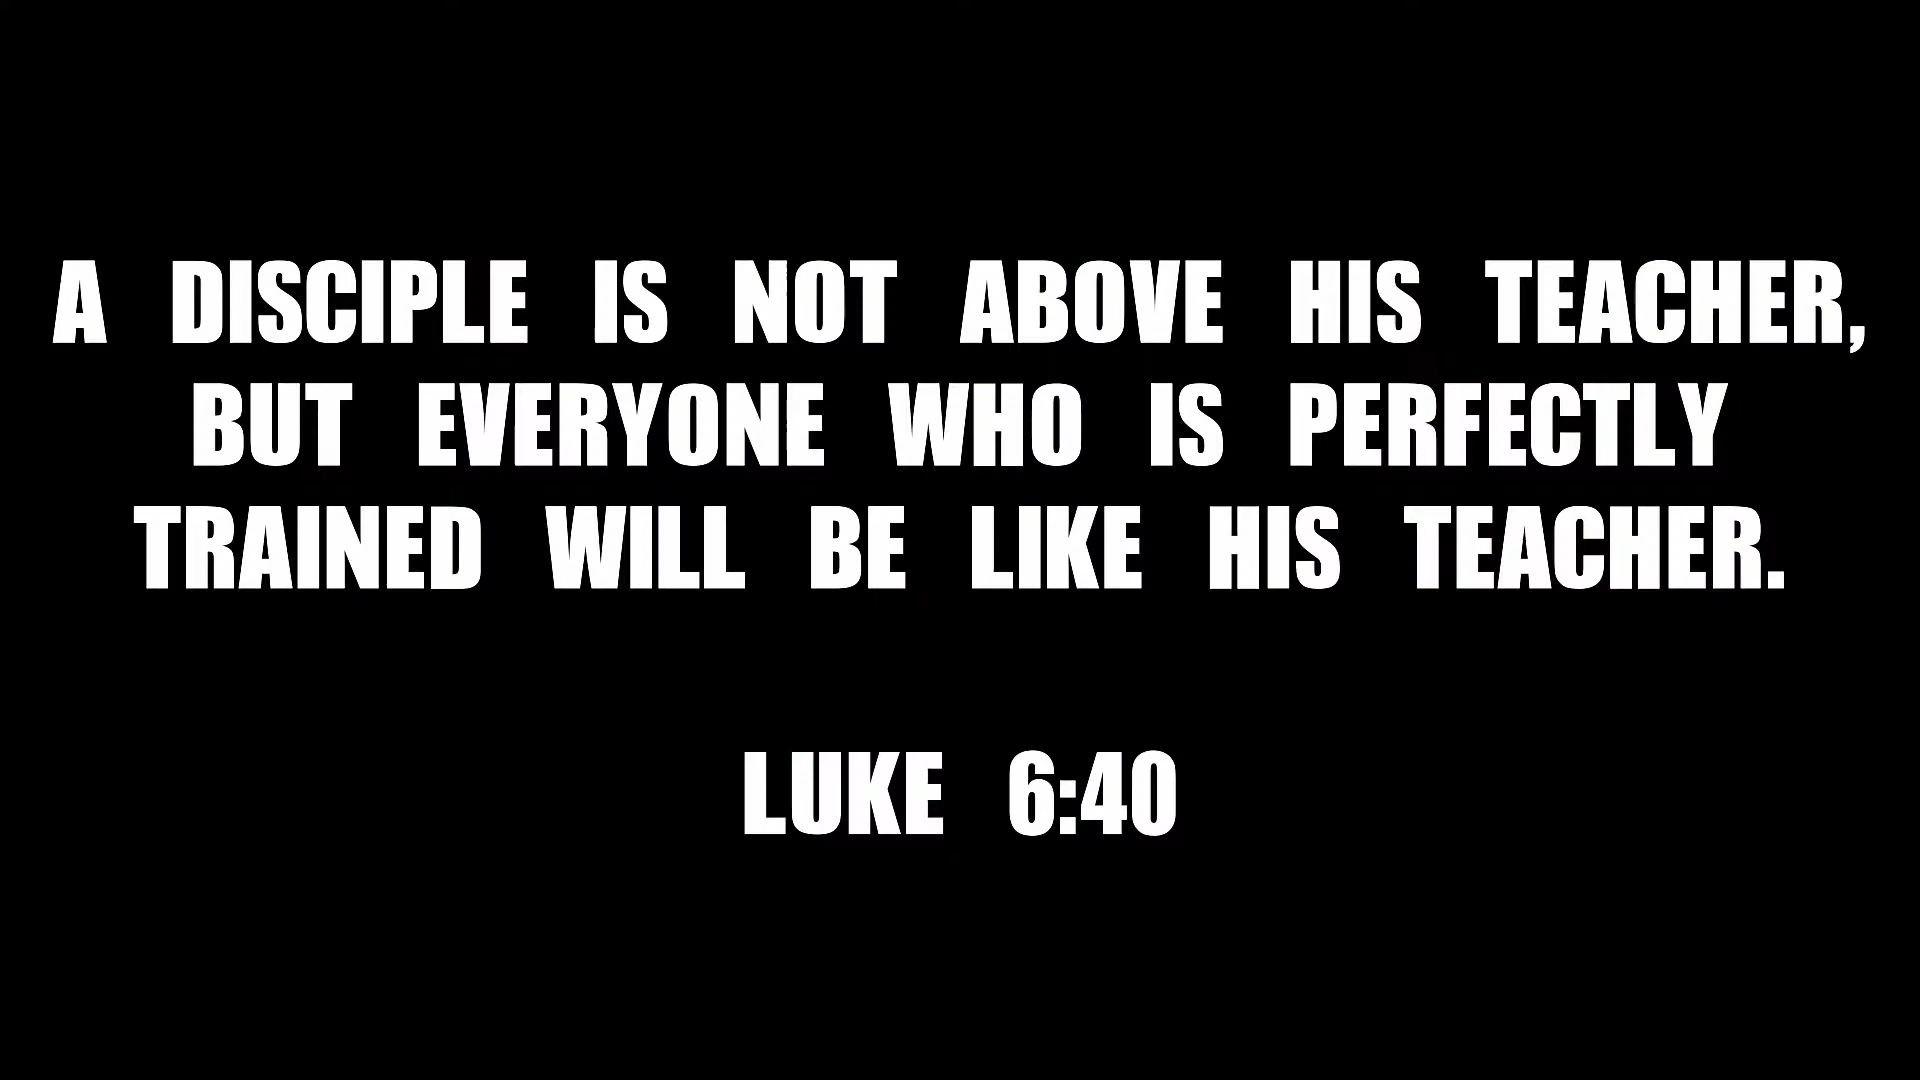 A DISCIPLE IS NOT ABOVE HIS TEACHER,
BUT EVERYONE WHO IS PERFECTLY
TRAINED WILL BE LIKE HIS TEACHER.
LUKE 6:40